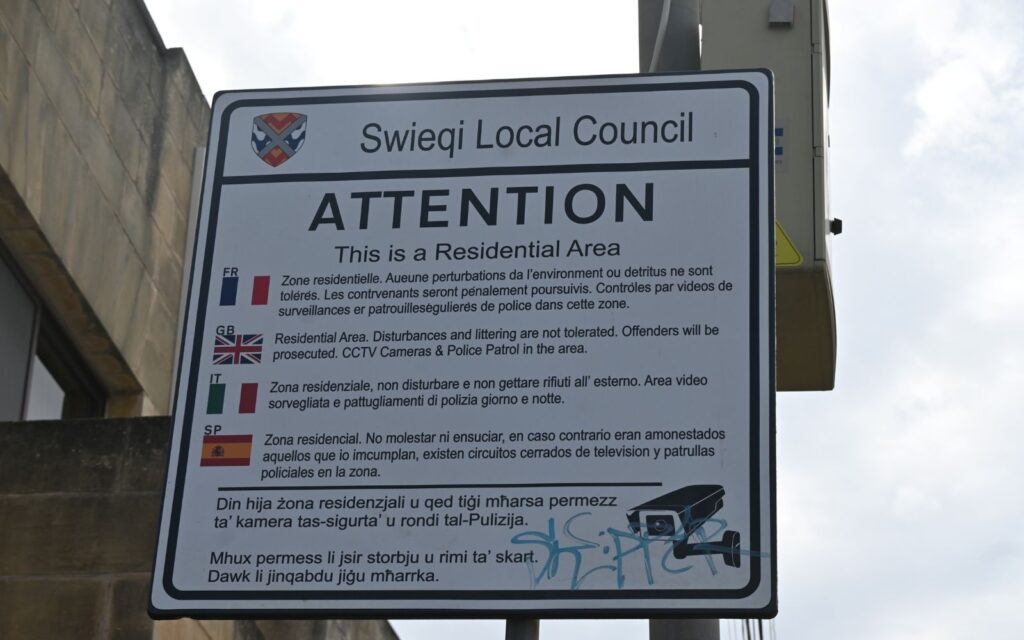 Swieqi Local Council
ATTENTION
This is a Residential Area
FR
Zone residentielle. Aueune perturbations da l'environment ou detritus ne sont
tolérés. Les contrvenants seront penalement poursuivis. Contróles par videos de
surveillances er patrouilleségulierés de police dans cette zone.
GB
Residential Area. Disturbances and littering are not tolerated. Offenders will be
prosecuted. CCTV Cameras & Police Patrol in the area.
IT
Zona residenziale, non disturbare e non gettare rifiuti all' esterno. Area video
sorvegliata e pattugliamenti di polizia giorno e notte.
SP
Zona residencial. No molestar ni ensuciar, en caso contrario eran amonestados
aquellos que io imcumplan, existen circuitos cerrados de television y patrullas
policiales en la zona.
Din hija żona residenzjali u qed tiġi mħarsa permezz
ta' kamera tas-sigurta' u rondi tal-Pulizija.
Mhux permess li jsir storbju u rimi ta' skart.
Dawk li jinqabdu jiġu mħarrka.